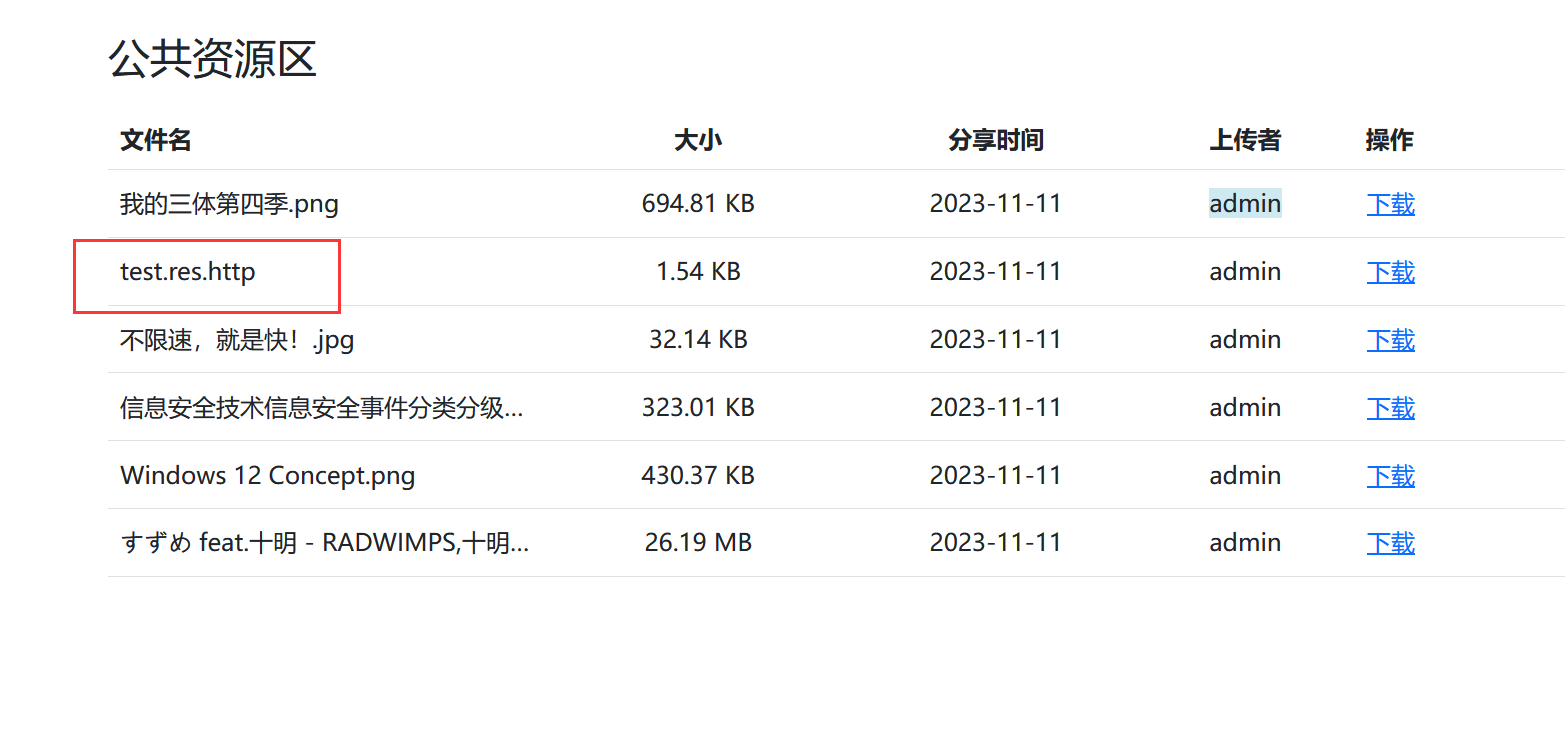 公共资源区
文件名 大小 分享时间 上传者 操作
我的三体第四季.png 694.81 KB 2023-11-11 admin 下载
test.res.http 1.54 KB 2023-11-11 admin 下载
不限速，就是快！.jpg 32.14 KB 2023-11-11 admin 下载
信息安全技术信息安全事件分类分级... 323.01 KB 2023-11-11 admin 下载
Windows 12 Concept.png 430.37 KB 2023-11-11 admin 下载
すずめ feat.十明 - RADWIMPS,十明... 26.19 MB 2023-11-11 admin 下载